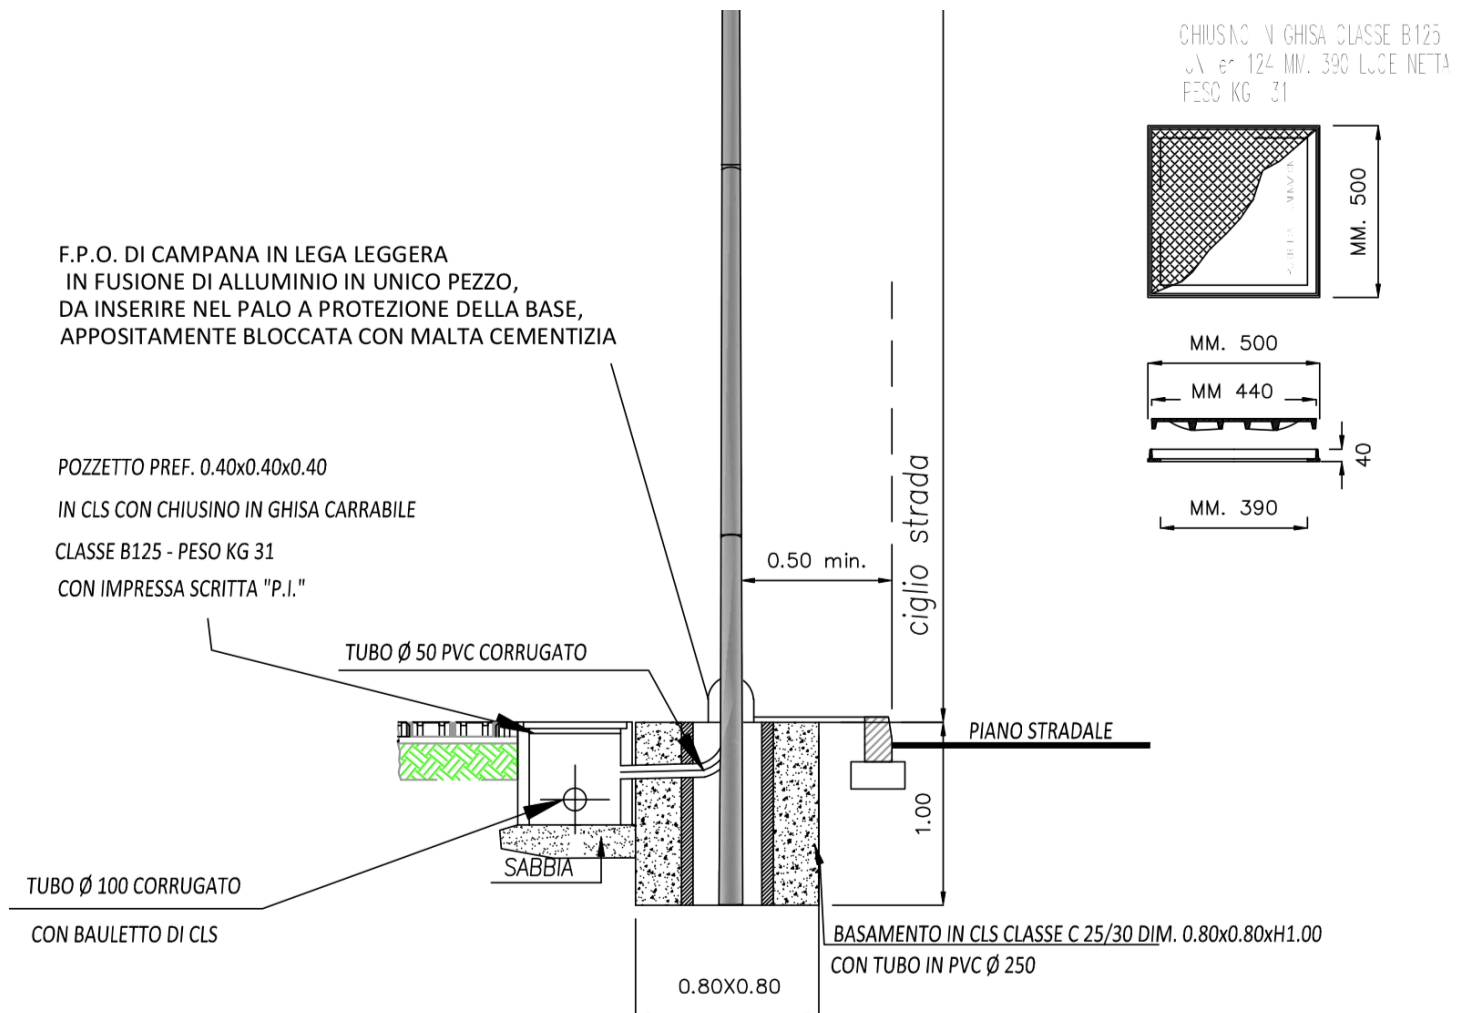 CHIUSINO IN GHISA CLASSE B125
124 MM. 390 LUCE NETTA
PESO KG 31
MM. 500
MM. 500
MM 440
40
MM. 390
F.P.O. DI CAMPANA IN LEGA LEGGERA
IN FUSIONE DI ALLUMINIO IN UNICO PEZZO,
DA INSERIRE NEL PALO A PROTEZIONE DELLA BASE,
APPOSITAMENTE BLOCCATA CON MALTA CEMENTIZIA
POZZETTO PREF. 0.40x0.40x0.40
IN CLS CON CHIUSINO IN GHISA CARRABILE
CLASSE B125 - PESO KG 31
CON IMPRESSA SCRITTA "P.I."
0.50 min.
ciglio strada
TUBO Ø 50 PVC CORRUGATO
PIANO STRADALE
1.00
SABBIA
TUBO Ø 100 CORRUGATO
CON BAULETTO DI CLS
BASAMENTO IN CLS CLASSE C 25/30 DIM. 0.80x0.80xH1.00
CON TUBO IN PVC Ø 250
0.80X0.80